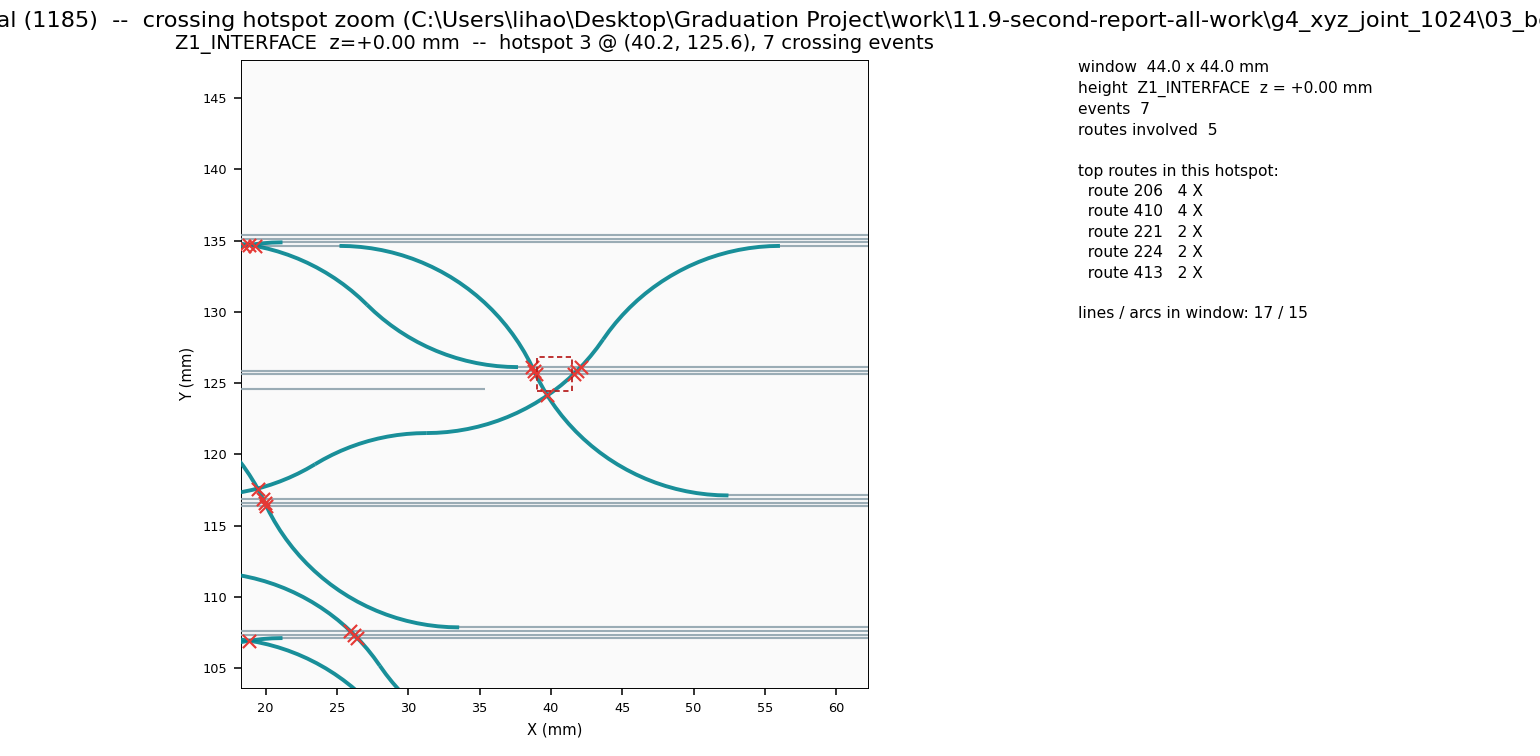 al (1185)  --  crossing hotspot zoom (C:\Users\lihao\Desktop\Graduation Project\work\11.9-second-report-all-work\g4_xyz_joint_1024\03_b
Z1_INTERFACE  z=+0.00 mm  --  hotspot 3 @ (40.2, 125.6), 7 crossing events
window  44.0 x 44.0 mm
height  Z1_INTERFACE  z = +0.00 mm
events  7
routes involved  5
top routes in this hotspot:
route 206   4 X
route 410   4 X
route 221   2 X
route 224   2 X
route 413   2 X
lines / arcs in window: 17 / 15
145
140
135
130
125
120
115
110
105
Y (mm)
20 25 30 35 40 45 50 55 60
X (mm)